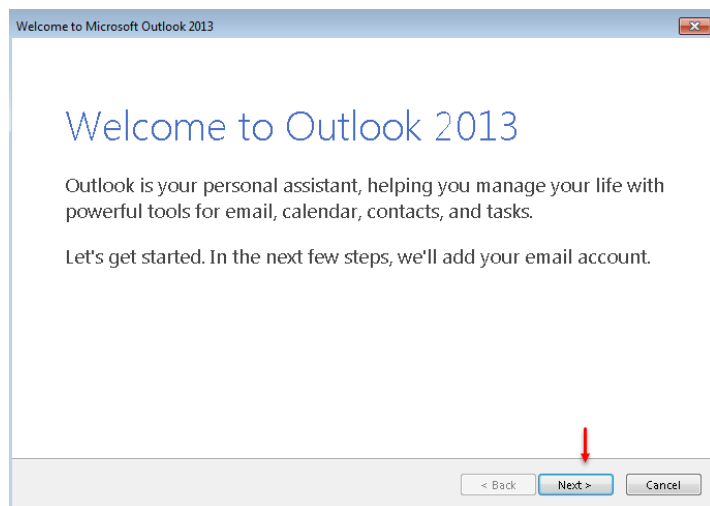 Welcome to Microsoft Outlook 2013
Welcome to Outlook 2013
Outlook is your personal assistant, helping you manage your life with
powerful tools for email, calendar, contacts, and tasks.
Let's get started. In the next few steps, we'll add your email account.
< Back Next > Cancel